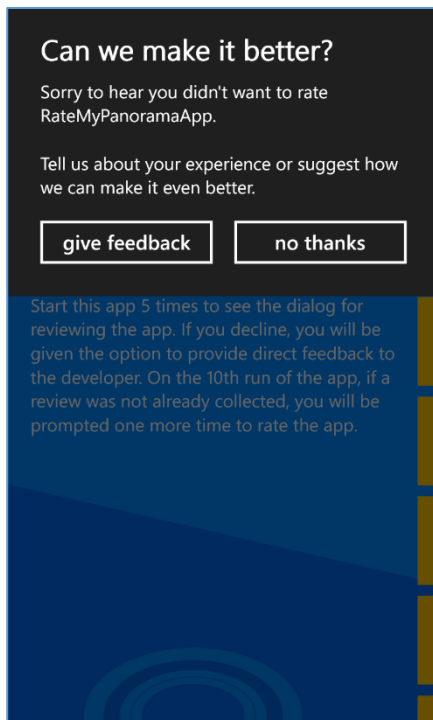 Can we make it better?
Sorry to hear you didn't want to rate
RateMyPanoramaApp.
Tell us about your experience or suggest how
we can make it even better.
give feedback
no thanks
Start this app 5 times to see the dialog for
reviewing the app. If you decline, you will be
given the option to provide direct feedback to
the developer. On the 10th run of the app, if a
review was not already collected, you will be
prompted one more time to rate the app.